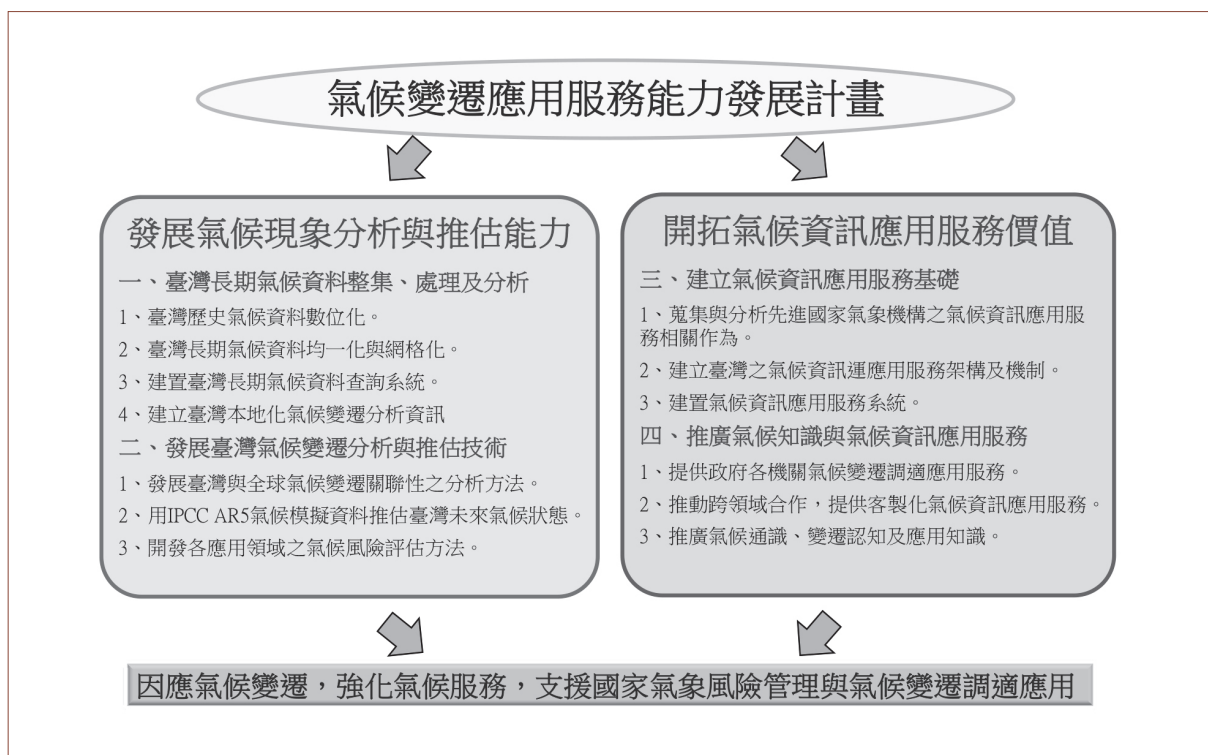 氣候變遷應用服務能力發展計畫
發展氣候現象分析與推估能力
一、臺灣長期氣候資料整集、處理及分析
1、臺灣歷史氣候資料數位化。
2、臺灣長期氣候資料均一化與網格化。
3、建置臺灣長期氣候資料查詢系統。
4、建立臺灣本地化氣候變遷分析資訊
二、發展臺灣氣候變遷分析與推估技術
1、發展臺灣與全球氣候變遷關聯性之分析方法。
2、用IPCC AR5氣候模擬資料推估臺灣未來氣候狀態。
3、開發各應用領域之氣候風險評估方法。
開拓氣候資訊應用服務價值
三、建立氣候資訊應用服務基礎
1、蒐集與分析先進國家氣象機構之氣候資訊應用服
務相關作為。
2、建立臺灣之氣候資訊運應用服務架構及機制。
3、建置氣候資訊應用服務系統。
四、推廣氣候知識與氣候資訊應用服務
1、提供政府各機關氣候變遷調適應用服務。
2、推動跨領域合作，提供客製化氣候資訊應用服務。
3、推廣氣候通識、變遷認知及應用知識。
因應氣候變遷，強化氣候服務，支援國家氣象風險管理與氣候變遷調適應用